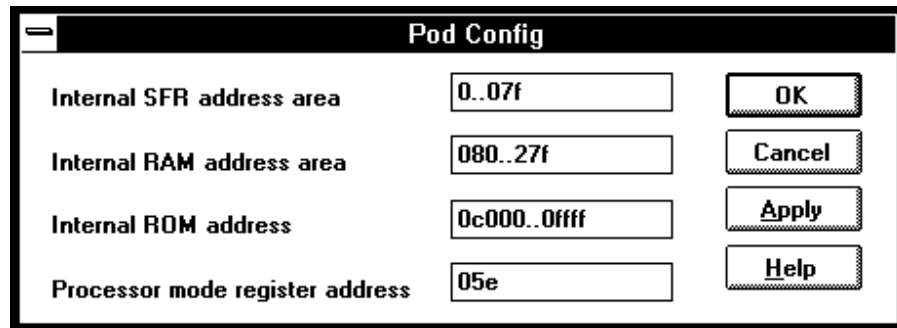 Pod Config
Internal SFR address area 0..07f OK
Internal RAM address area 080..27f Cancel
Internal ROM address 0c000..0ffff Apply
Processor mode register address 05e Help